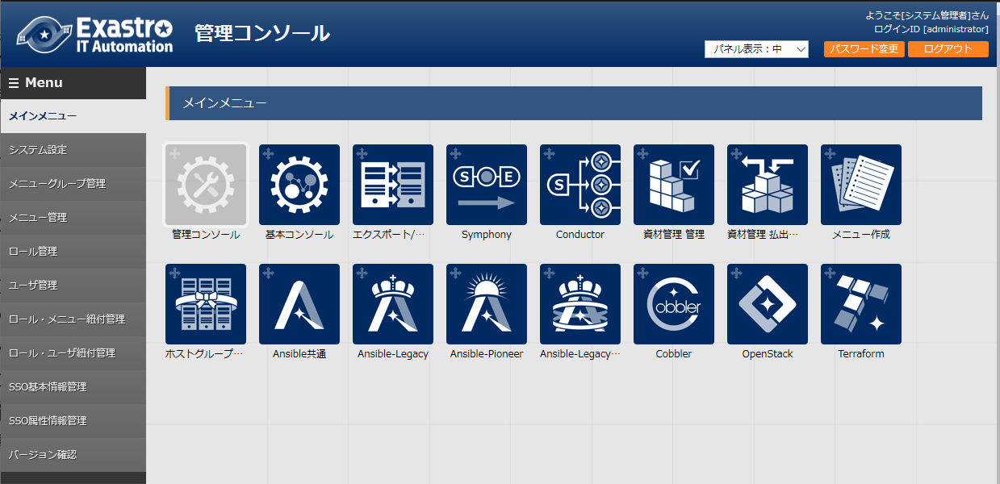 Exastro
IT Automation
管理コンソール
ようこそ[システム管理者]さん
ログインID [administrator]
パネル表示：中
パスワード変更
ログアウト
Menu
メインメニュー
システム設定
メニューグループ管理
メニュー管理
ロール管理
ユーザ管理
ロール・メニュー紐付管理
ロール・ユーザ紐付管理
SSO基本情報管理
SSO属性情報管理
バージョン確認
メインメニュー
S E
S
管理コンソール
基本コンソール
エクスポート/…
Symphony
Conductor
資材管理 管理
資材管理 払出…
メニュー作成
Cobbler
ホストグループ…
Ansible共通
Ansible-Legacy
Ansible-Pioneer
Ansible-Legacy…
Cobbler
OpenStack
Terraform